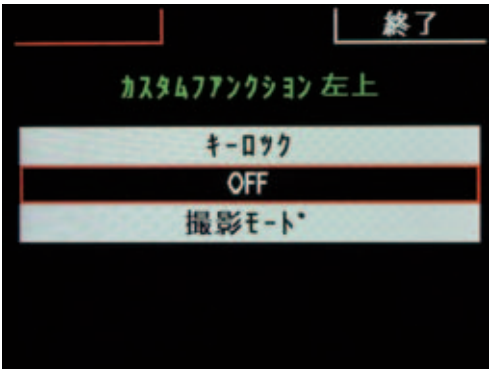 終了
カスタムファンクション 左上
キーロック
OFF
撮影モード